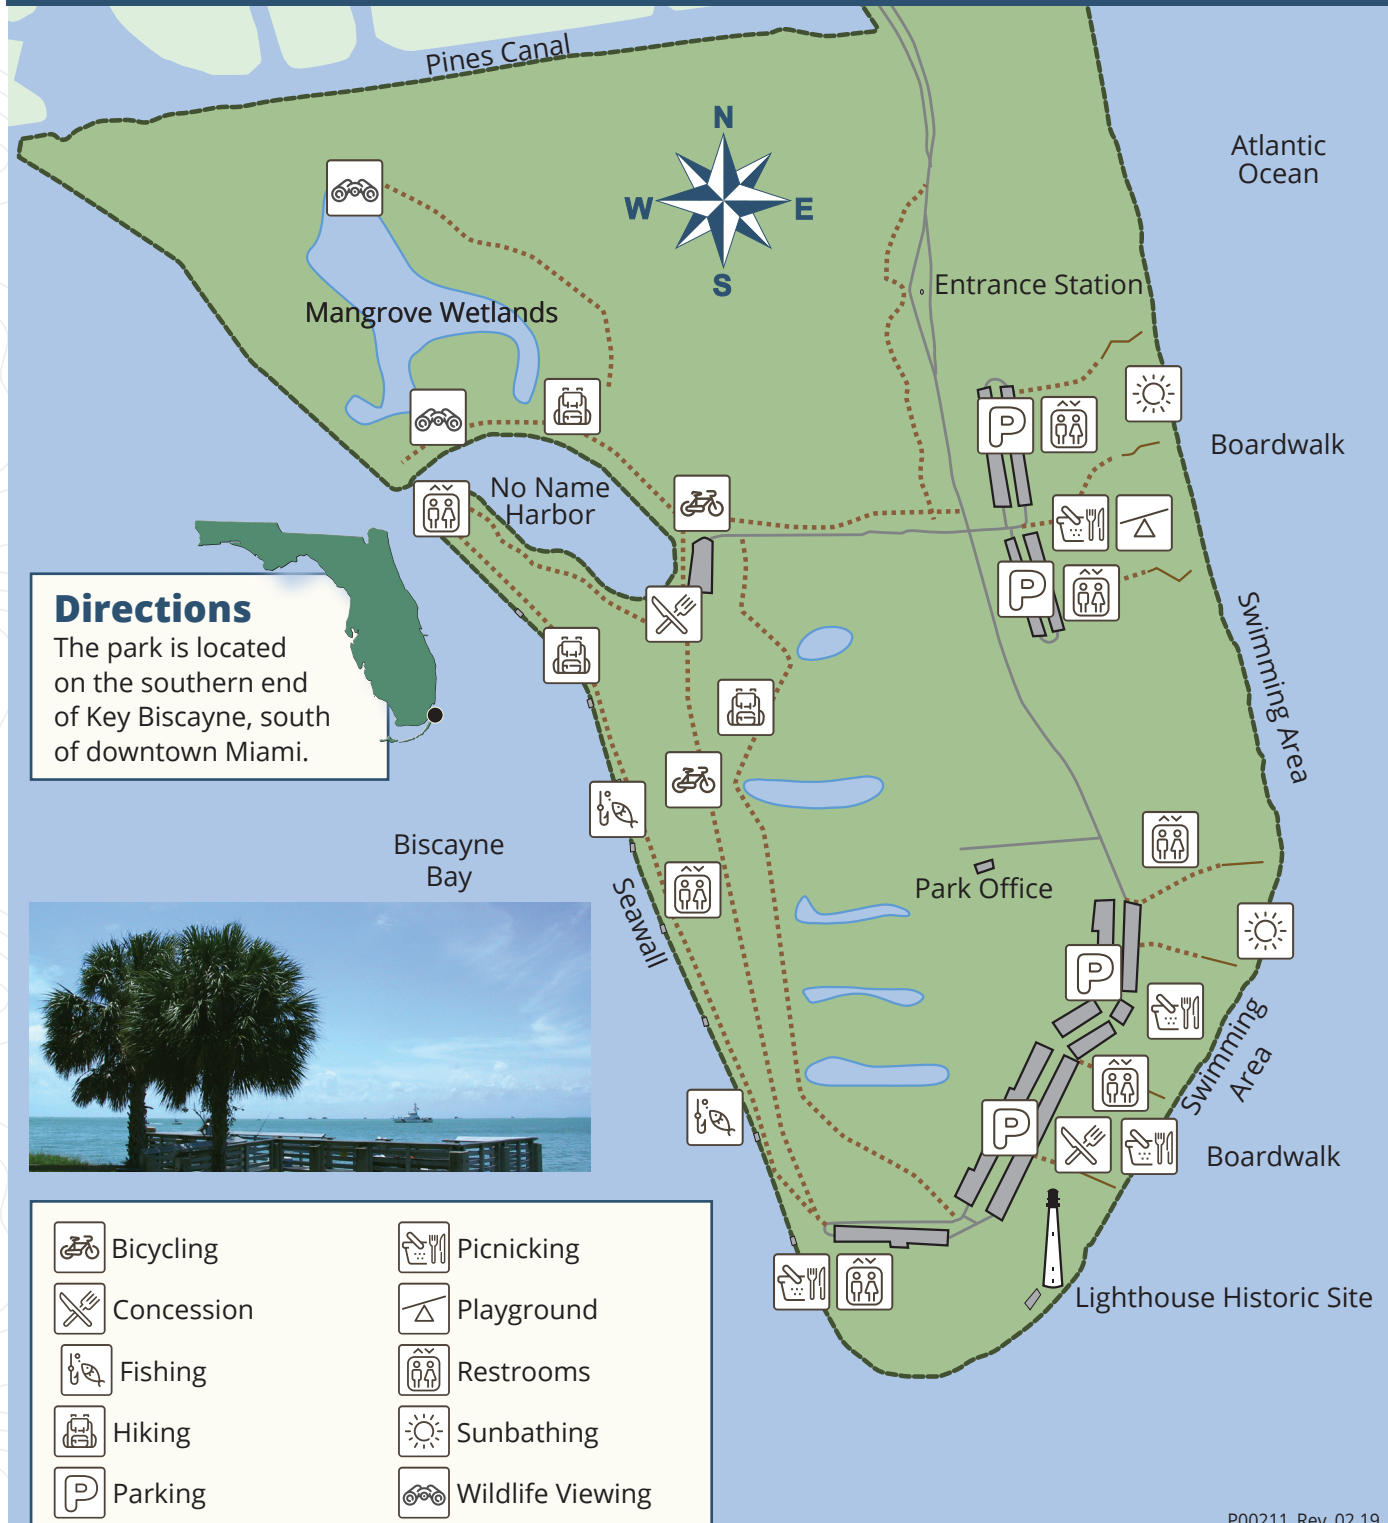 Pines Canal
N
Atlantic
Ocean
W
E
S
Entrance Station
Mangrove Wetlands
P
Boardwalk
No Name
Harbor
P
Directions
The park is located
on the southern end
of Key Biscayne, south
of downtown Miami.
Swimming Area
Biscayne
Bay
Seawall
Park Office
P
Swimming
Area
P
Boardwalk
Lighthouse Historic Site
Bicycling
Concession
Fishing
Hiking
P Parking
Picnicking
Playground
Restrooms
Sunbathing
Wildlife Viewing
P00211 Rev. 02.19